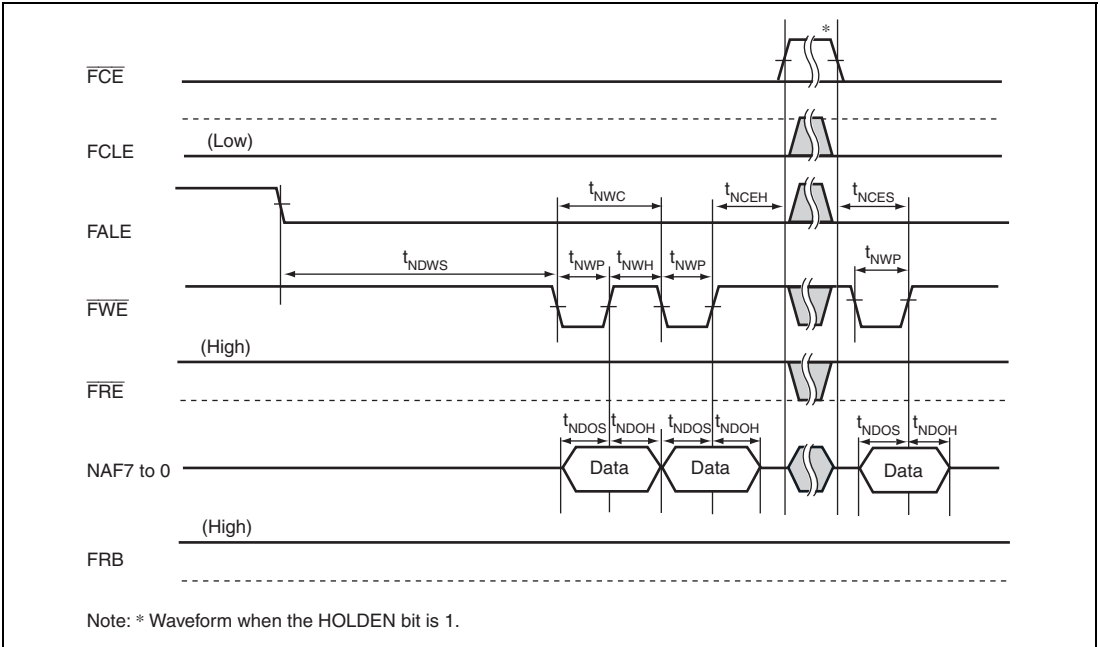 *
FCE
(Low)
FCLE
tNWC
tNCEH
tNCES
FALE
tNDWS
tNWP
tNWH
tNWP
tNWP
FWE
(High)
FRE
tNDOS
tNDOH
tNDOS
tNDOH
tNDOS
tNDOH
NAF7 to 0
Data
Data
Data
(High)
FRB
Note: * Waveform when the HOLDEN bit is 1.